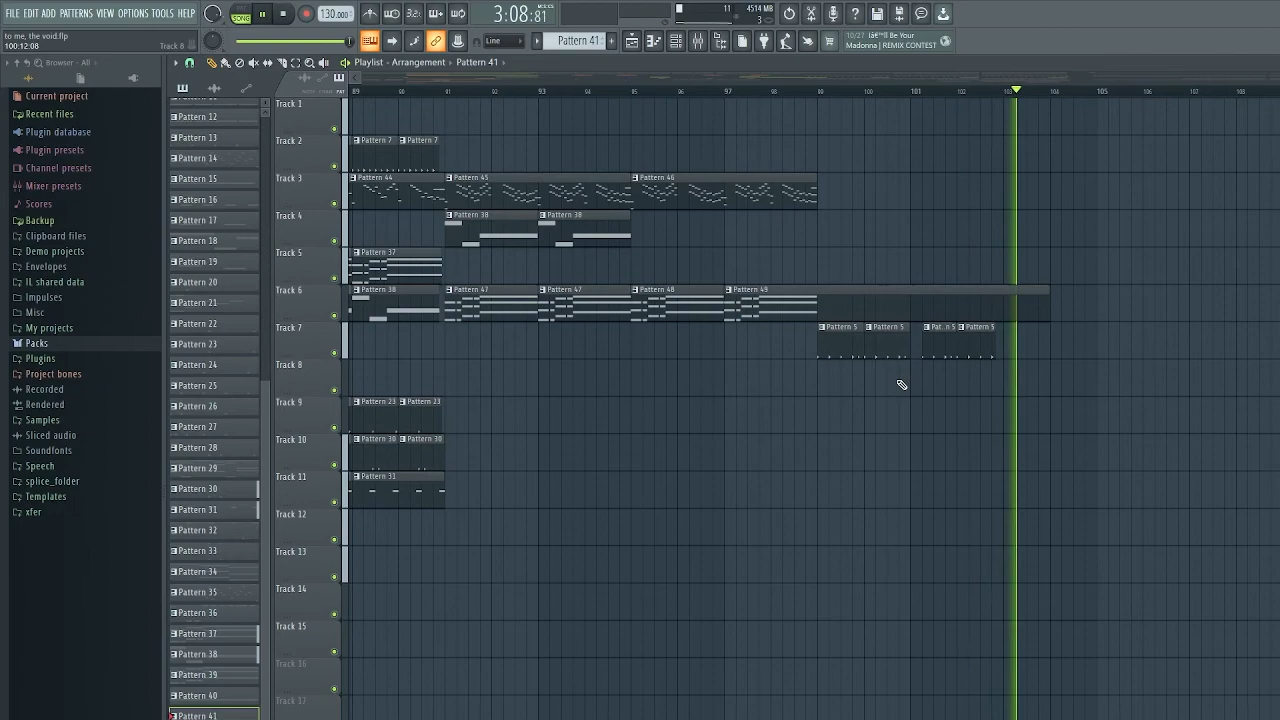 FILE EDIT ADD PATTERNS VIEW OPTIONS TOOLS HELP
SONG
130.000
3:08:81
M:S:CS
11
4514 MB
3
10/27 Iâ€™ll Be Your
Madonna | REMIX CONTEST
to me, the void.flp
100:12:08
Track 8
Line
Pattern 41
Browser - All
Playlist - Arrangement
Pattern 41
Current project
Recent files
Plugin database
Plugin presets
Channel presets
Mixer presets
Scores
Backup
Clipboard files
Demo projects
Envelopes
IL shared data
Impulses
Misc
My projects
Packs
Plugins
Project bones
Recorded
Rendered
Samples
Sliced audio
Soundfonts
Speech
splice_folder
Templates
xfer
Pattern 12
Pattern 13
Pattern 14
Pattern 15
Pattern 16
Pattern 17
Pattern 18
Pattern 19
Pattern 20
Pattern 21
Pattern 22
Pattern 23
Pattern 24
Pattern 25
Pattern 26
Pattern 27
Pattern 28
Pattern 29
Pattern 30
Pattern 31
Pattern 32
Pattern 33
Pattern 34
Pattern 35
Pattern 36
Pattern 37
Pattern 38
Pattern 39
Pattern 40
Pattern 41
89 90 91 92 93 94 95 96 97 98 99 100 101 102 103 104 105 106 107 108
Track 1
Track 2
Pattern 7 Pattern 7
Track 3
Pattern 44 Pattern 45 Pattern 46
Track 4
Pattern 38 Pattern 38
Track 5
Pattern 37
Track 6
Pattern 38 Pattern 47 Pattern 47 Pattern 48 Pattern 49
Track 7
Pattern 5 Pattern 5 Pat..n 5 Pattern 5
Track 8
Track 9
Pattern 23 Pattern 23
Track 10
Pattern 30 Pattern 30
Track 11
Pattern 31
Track 12
Track 13
Track 14
Track 15
Track 16
Track 17